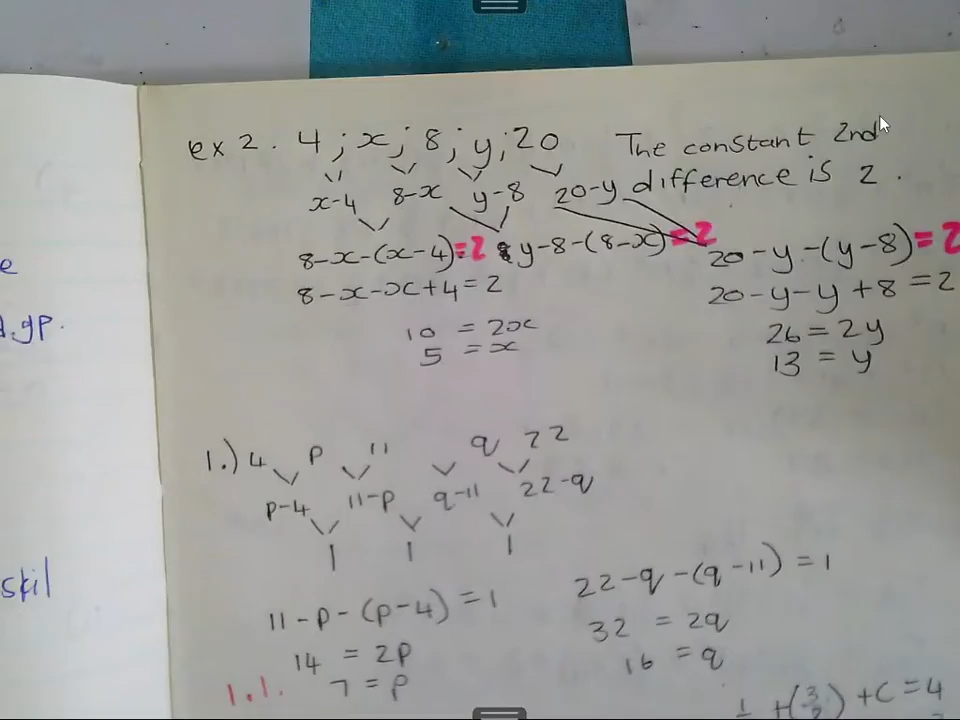 ex 2. 4 ; x ; 8 ; y ; 20 The constant 2nd
x-4 8-x y-8 20-y difference is 2.
8-x-(x-4)=2 y-8-(8-x)=2 20-y-(y-8)=2
8-x-x+4=2 20-y-y+8=2
10 = 2x 26 = 2y
5 = x 13 = y
e
d.gp.
1.) 4 p 11 q 22
p-4 11-p q-11 22-q
1 1 1
skil
11-p-(p-4)=1 22-q-(q-11)=1
14 = 2p 32 = 2q
7 = p 16 = q
1.1.
+(3/2)+c=4